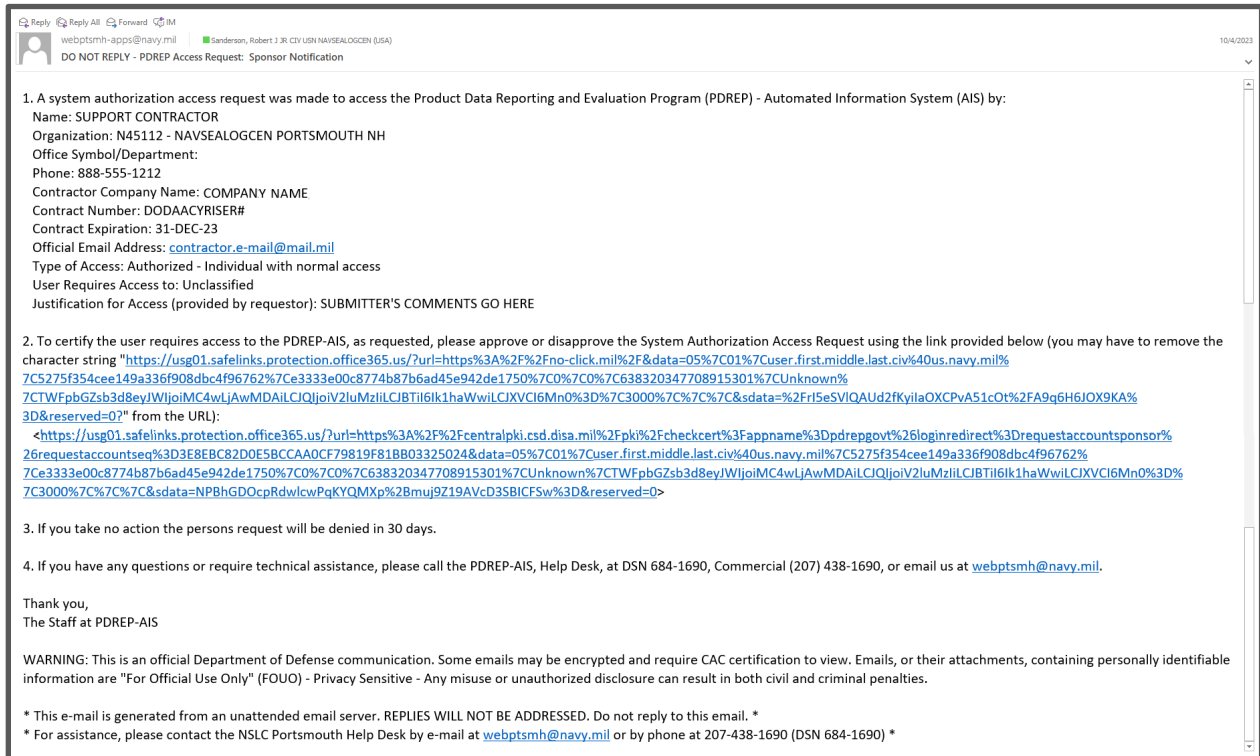 Reply Reply All Forward IM
webptsmh-apps@navy.mil Sanderson, Robert J JR CIV USN NAVSEALOGCEN (USA) 10/4/2023
DO NOT REPLY - PDREP Access Request: Sponsor Notification
1. A system authorization access request was made to access the Product Data Reporting and Evaluation Program (PDREP) - Automated Information System (AIS) by:
Name: SUPPORT CONTRACTOR
Organization: N45112 - NAVSEALOGCEN PORTSMOUTH NH
Office Symbol/Department:
Phone: 888-555-1212
Contractor Company Name: COMPANY NAME
Contract Number: DODAACYRISER#
Contract Expiration: 31-DEC-23
Official Email Address: contractor.e-mail@mail.mil
Type of Access: Authorized - Individual with normal access
User Requires Access to: Unclassified
Justification for Access (provided by requestor): SUBMITTER'S COMMENTS GO HERE
2. To certify the user requires access to the PDREP-AIS, as requested, please approve or disapprove the System Authorization Access Request using the link provided below (you may have to remove the
character string "https://usg01.safelinks.protection.office365.us/?url=https%3A%2F%2Fno-click.mil%2F&data=05%7C01%7Cuser.first.middle.last.civ%40us.navy.mil%
7C5275f354cee149a336f908dbc4f96762%7Ce3333e00c8774b87b6ad45e942de1750%7C0%7C0%7C638320347708915301%7CUnknown%
7CTWFpbGZsb3d8eyJWIjoiMC4wLjAwMDAiLCJQIjoiV2luMzIiLCJBTiI6Ik1haWwiLCJXVCI6Mn0%3D%7C3000%7C%7C%7C&sdata=%2FrI5eSVlQAUd2fKyiIaOXCPvA51cOt%2FA9q6H6JOX9KA%
3D&reserved=0?" from the URL):
<https://usg01.safelinks.protection.office365.us/?url=https%3A%2F%2Fcentralpki.csd.disa.mil%2Fpki%2Fcheckcert%3Fappname%3Dpdrepgovt%26loginredirect%3Drequestaccountsponsor%
26requestaccountseq%3D3E8EBC82D0E5BCCAA0CF79819F81BB03325024&data=05%7C01%7Cuser.first.middle.last.civ%40us.navy.mil%7C5275f354cee149a336f908dbc4f96762%
7Ce3333e00c8774b87b6ad45e942de1750%7C0%7C0%7C638320347708915301%7CUnknown%7CTWFpbGZsb3d8eyJWIjoiMC4wLjAwMDAiLCJQIjoiV2luMzIiLCJBTiI6Ik1haWwiLCJXVCI6Mn0%3D%
7C3000%7C%7C%7C&sdata=NPBhGDOcpRdwlcwPqKYQMXp%2Bmuj9Z19AVcD3SBICFSw%3D&reserved=0>
3. If you take no action the persons request will be denied in 30 days.
4. If you have any questions or require technical assistance, please call the PDREP-AIS, Help Desk, at DSN 684-1690, Commercial (207) 438-1690, or email us at webptsmh@navy.mil.
Thank you,
The Staff at PDREP-AIS
WARNING: This is an official Department of Defense communication. Some emails may be encrypted and require CAC certification to view. Emails, or their attachments, containing personally identifiable
information are "For Official Use Only" (FOUO) - Privacy Sensitive - Any misuse or unauthorized disclosure can result in both civil and criminal penalties.
* This e-mail is generated from an unattended email server. REPLIES WILL NOT BE ADDRESSED. Do not reply to this email. *
* For assistance, please contact the NSLC Portsmouth Help Desk by e-mail at webptsmh@navy.mil or by phone at 207-438-1690 (DSN 684-1690) *